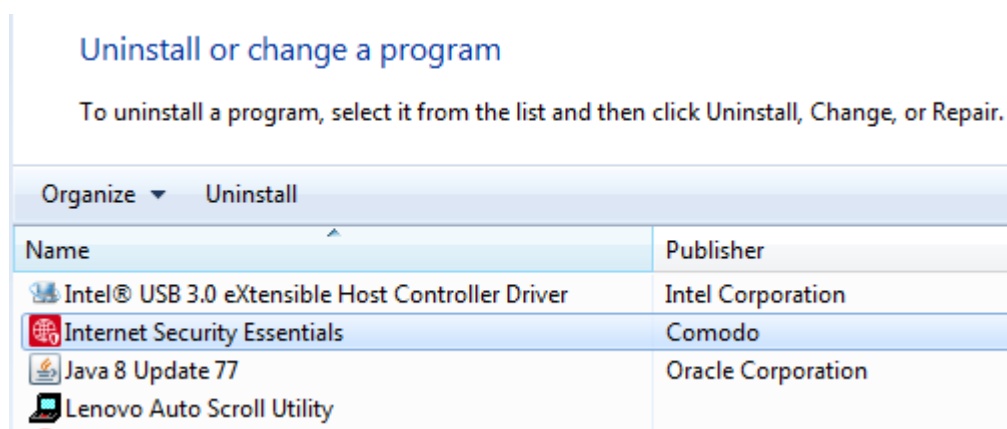 Uninstall or change a program
To uninstall a program, select it from the list and then click Uninstall, Change, or Repair.
Organize Uninstall
Name Publisher
Intel® USB 3.0 eXtensible Host Controller Driver Intel Corporation
Internet Security Essentials Comodo
Java 8 Update 77 Oracle Corporation
Lenovo Auto Scroll Utility